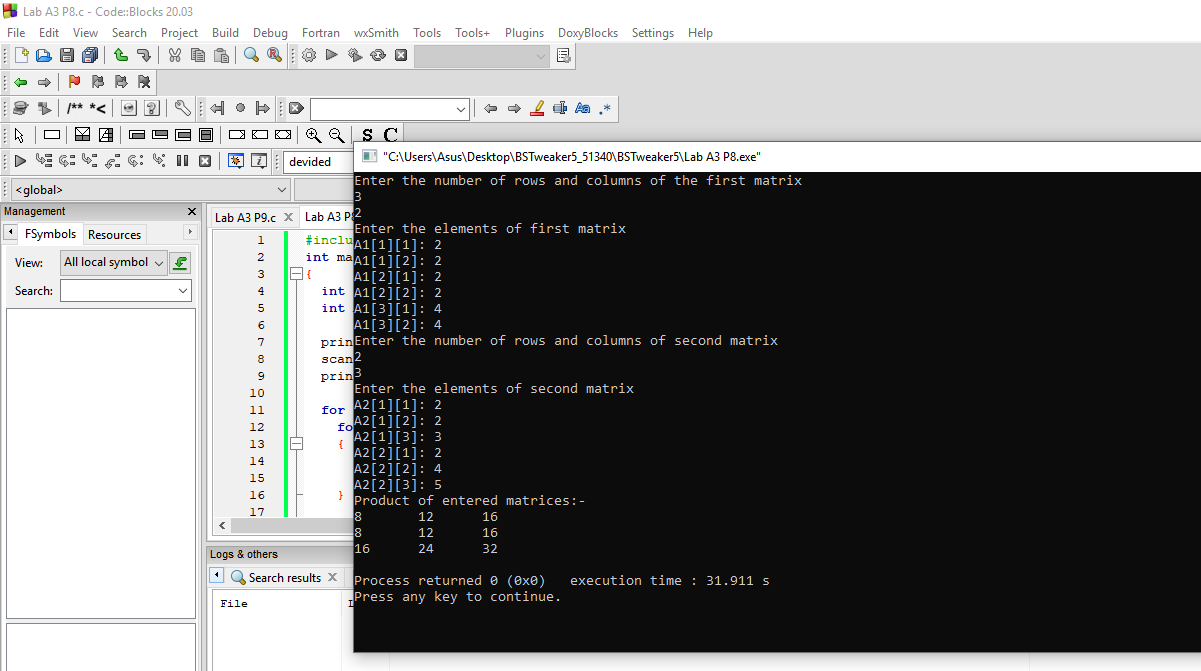 Lab A3 P8.c - Code::Blocks 20.03
File Edit View Search Project Build Debug Fortran wxSmith Tools Tools+ Plugins DoxyBlocks Settings Help
/** *<
Aa .*
S C
devided
<global>
Management
FSymbols Resources
View: All local symbol
Search:
Lab A3 P9.c Lab A3 P8
1 #inclu
2 int ma
3 {
4 int
5 int
6
7 prin
8 scan
9 prin
10
11 for
12 fo
13 {
14
15
16 }
17
Logs & others
Search results
File
"C:\Users\Asus\Desktop\BSTweaker5_51340\BSTweaker5\Lab A3 P8.exe"
Enter the number of rows and columns of the first matrix
3
2
Enter the elements of first matrix
A1[1][1]: 2
A1[1][2]: 2
A1[2][1]: 2
A1[2][2]: 2
A1[3][1]: 4
A1[3][2]: 4
Enter the number of rows and columns of second matrix
2
3
Enter the elements of second matrix
A2[1][1]: 2
A2[1][2]: 2
A2[1][3]: 3
A2[2][1]: 2
A2[2][2]: 4
A2[2][3]: 5
Product of entered matrices:-
8 12 16
8 12 16
16 24 32
Process returned 0 (0x0) execution time : 31.911 s
Press any key to continue.